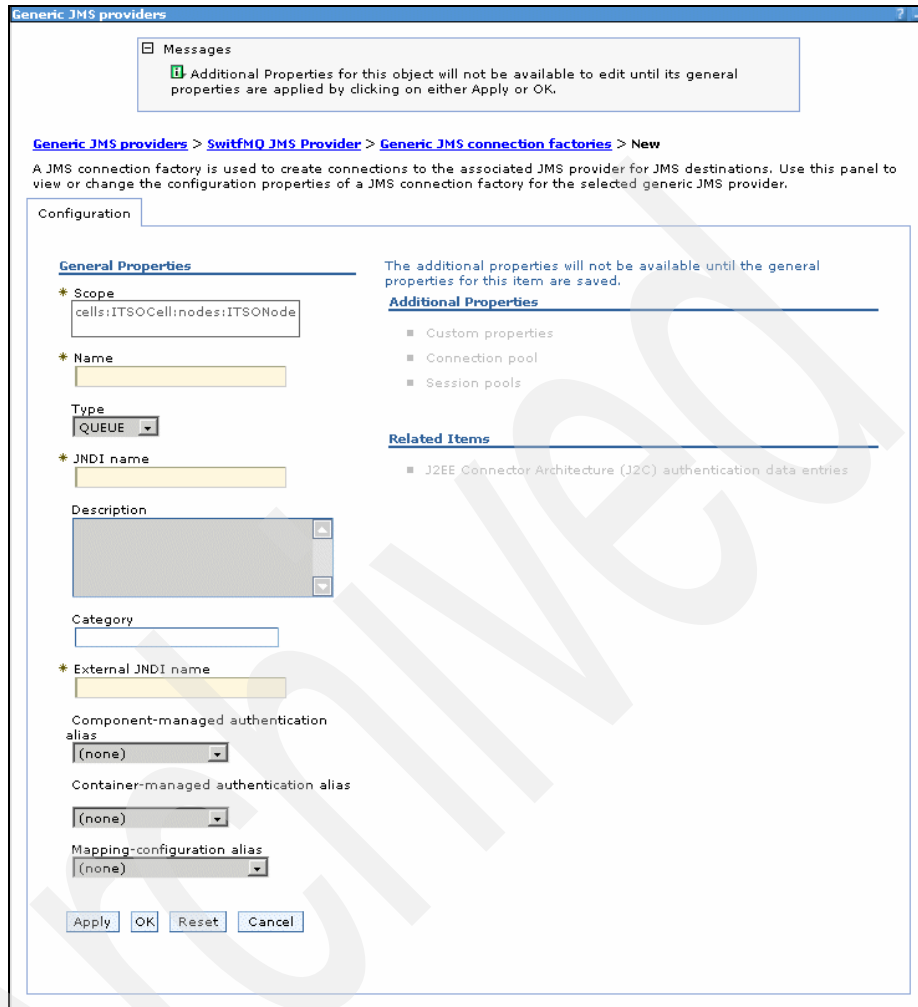 Generic JMS providers ? -
Messages
Additional Properties for this object will not be available to edit until its general
properties are applied by clicking on either Apply or OK.
Generic JMS providers > SwitfMQ JMS Provider > Generic JMS connection factories > New
A JMS connection factory is used to create connections to the associated JMS provider for JMS destinations. Use this panel to
view or change the configuration properties of a JMS connection factory for the selected generic JMS provider.
Configuration
General Properties
* Scope
cells:ITSOCell:nodes:ITSONode
* Name
Type
QUEUE
* JNDI name
Description
Category
* External JNDI name
Component-managed authentication
alias
(none)
Container-managed authentication alias
(none)
Mapping-configuration alias
(none)
Apply OK Reset Cancel
The additional properties will not be available until the general
properties for this item are saved.
Additional Properties
Custom properties
Connection pool
Session pools
Related Items
J2EE Connector Architecture (J2C) authentication data entries
Archived